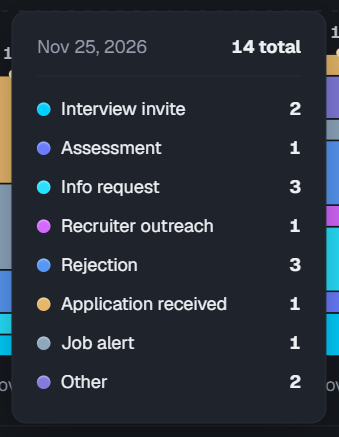 Nov 25, 2026 14 total
Interview invite 2
Assessment 1
Info request 3
Recruiter outreach 1
Rejection 3
Application received 1
Job alert 1
Other 2